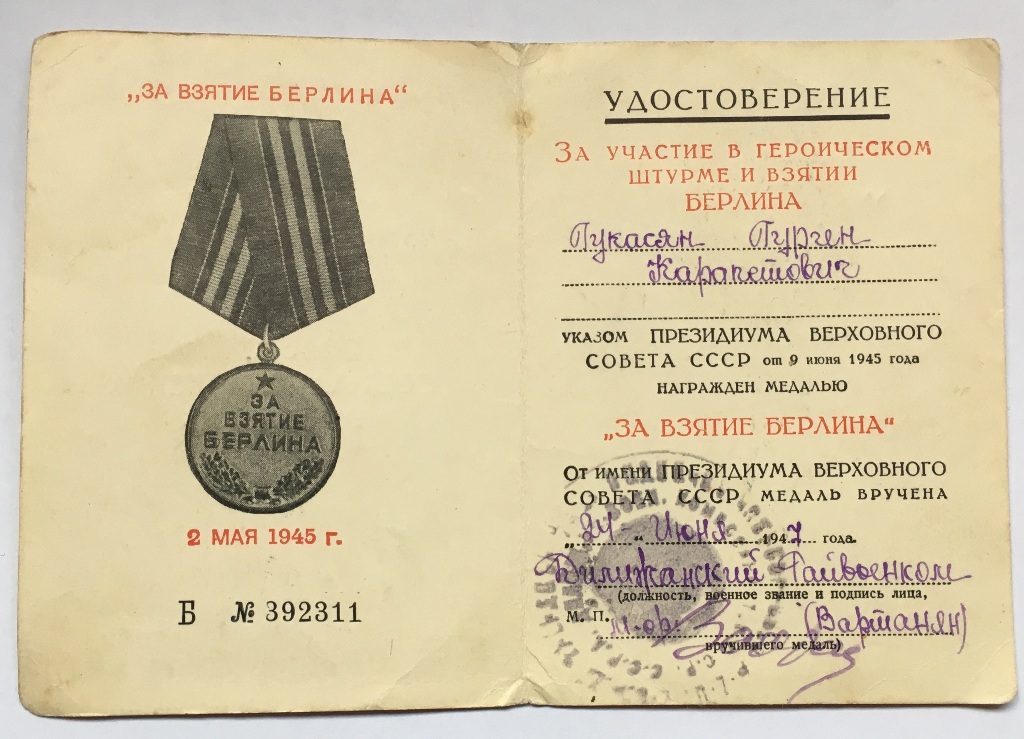 „ЗА ВЗЯТИЕ БЕРЛИНА“
ЗА
ВЗЯТИЕ
БЕРЛИНА
2 МАЯ 1945 г.
Б № 392311
УДОСТОВЕРЕНИЕ
ЗА УЧАСТИЕ В ГЕРОИЧЕСКОМ
ШТУРМЕ И ВЗЯТИИ
БЕРЛИНА
Гукасян Гурген
Карапетович
УКАЗОМ ПРЕЗИДИУМА ВЕРХОВНОГО
СОВЕТА СССР от 9 июня 1945 года
НАГРАЖДЕН МЕДАЛЬЮ
„ЗА ВЗЯТИЕ БЕРЛИНА“
ОТ ИМЕНИ ПРЕЗИДИУМА ВЕРХОВНОГО
СОВЕТА СССР МЕДАЛЬ ВРУЧЕНА
„24“ Июня 1947 года.
Дилижанский Райвоенком
(должность, военное звание и подпись лица,
М. П. м-ор. (Вартанян)
вручившего медаль)